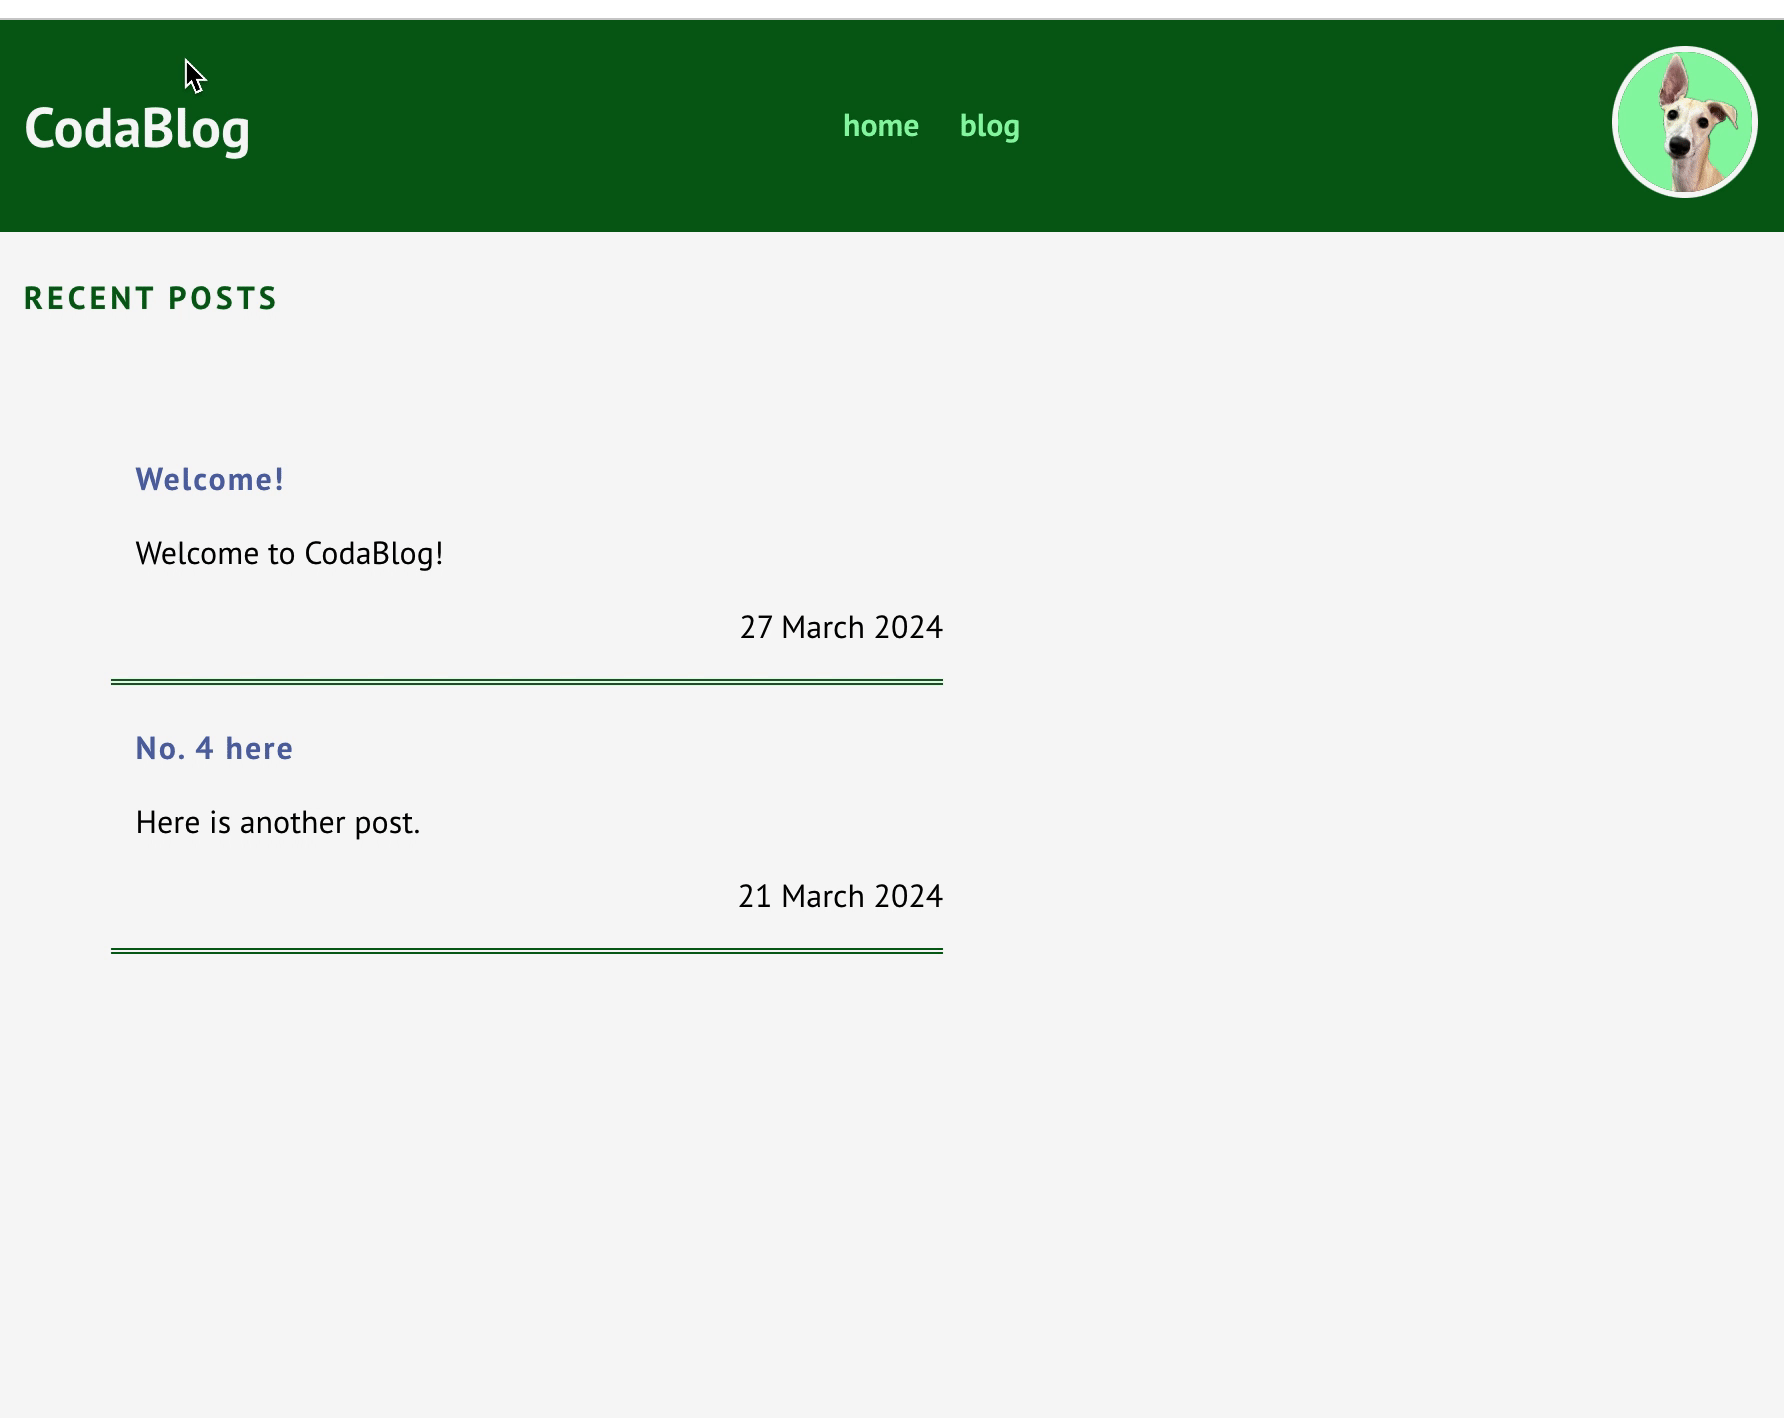 CodaBlog
home blog
RECENT POSTS
Welcome!
Welcome to CodaBlog!
27 March 2024
No. 4 here
Here is another post.
21 March 2024